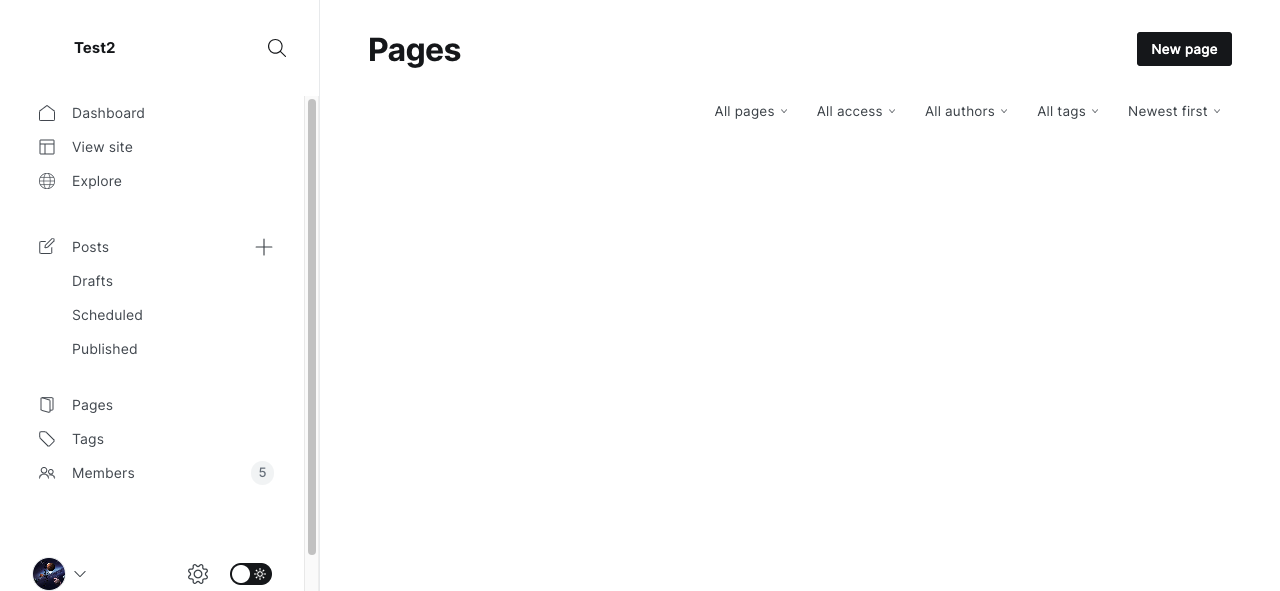 Test2
Dashboard
View site
Explore
Posts
Drafts
Scheduled
Published
Pages
Tags
Members 5
Pages
New page
All pages All access All authors All tags Newest first